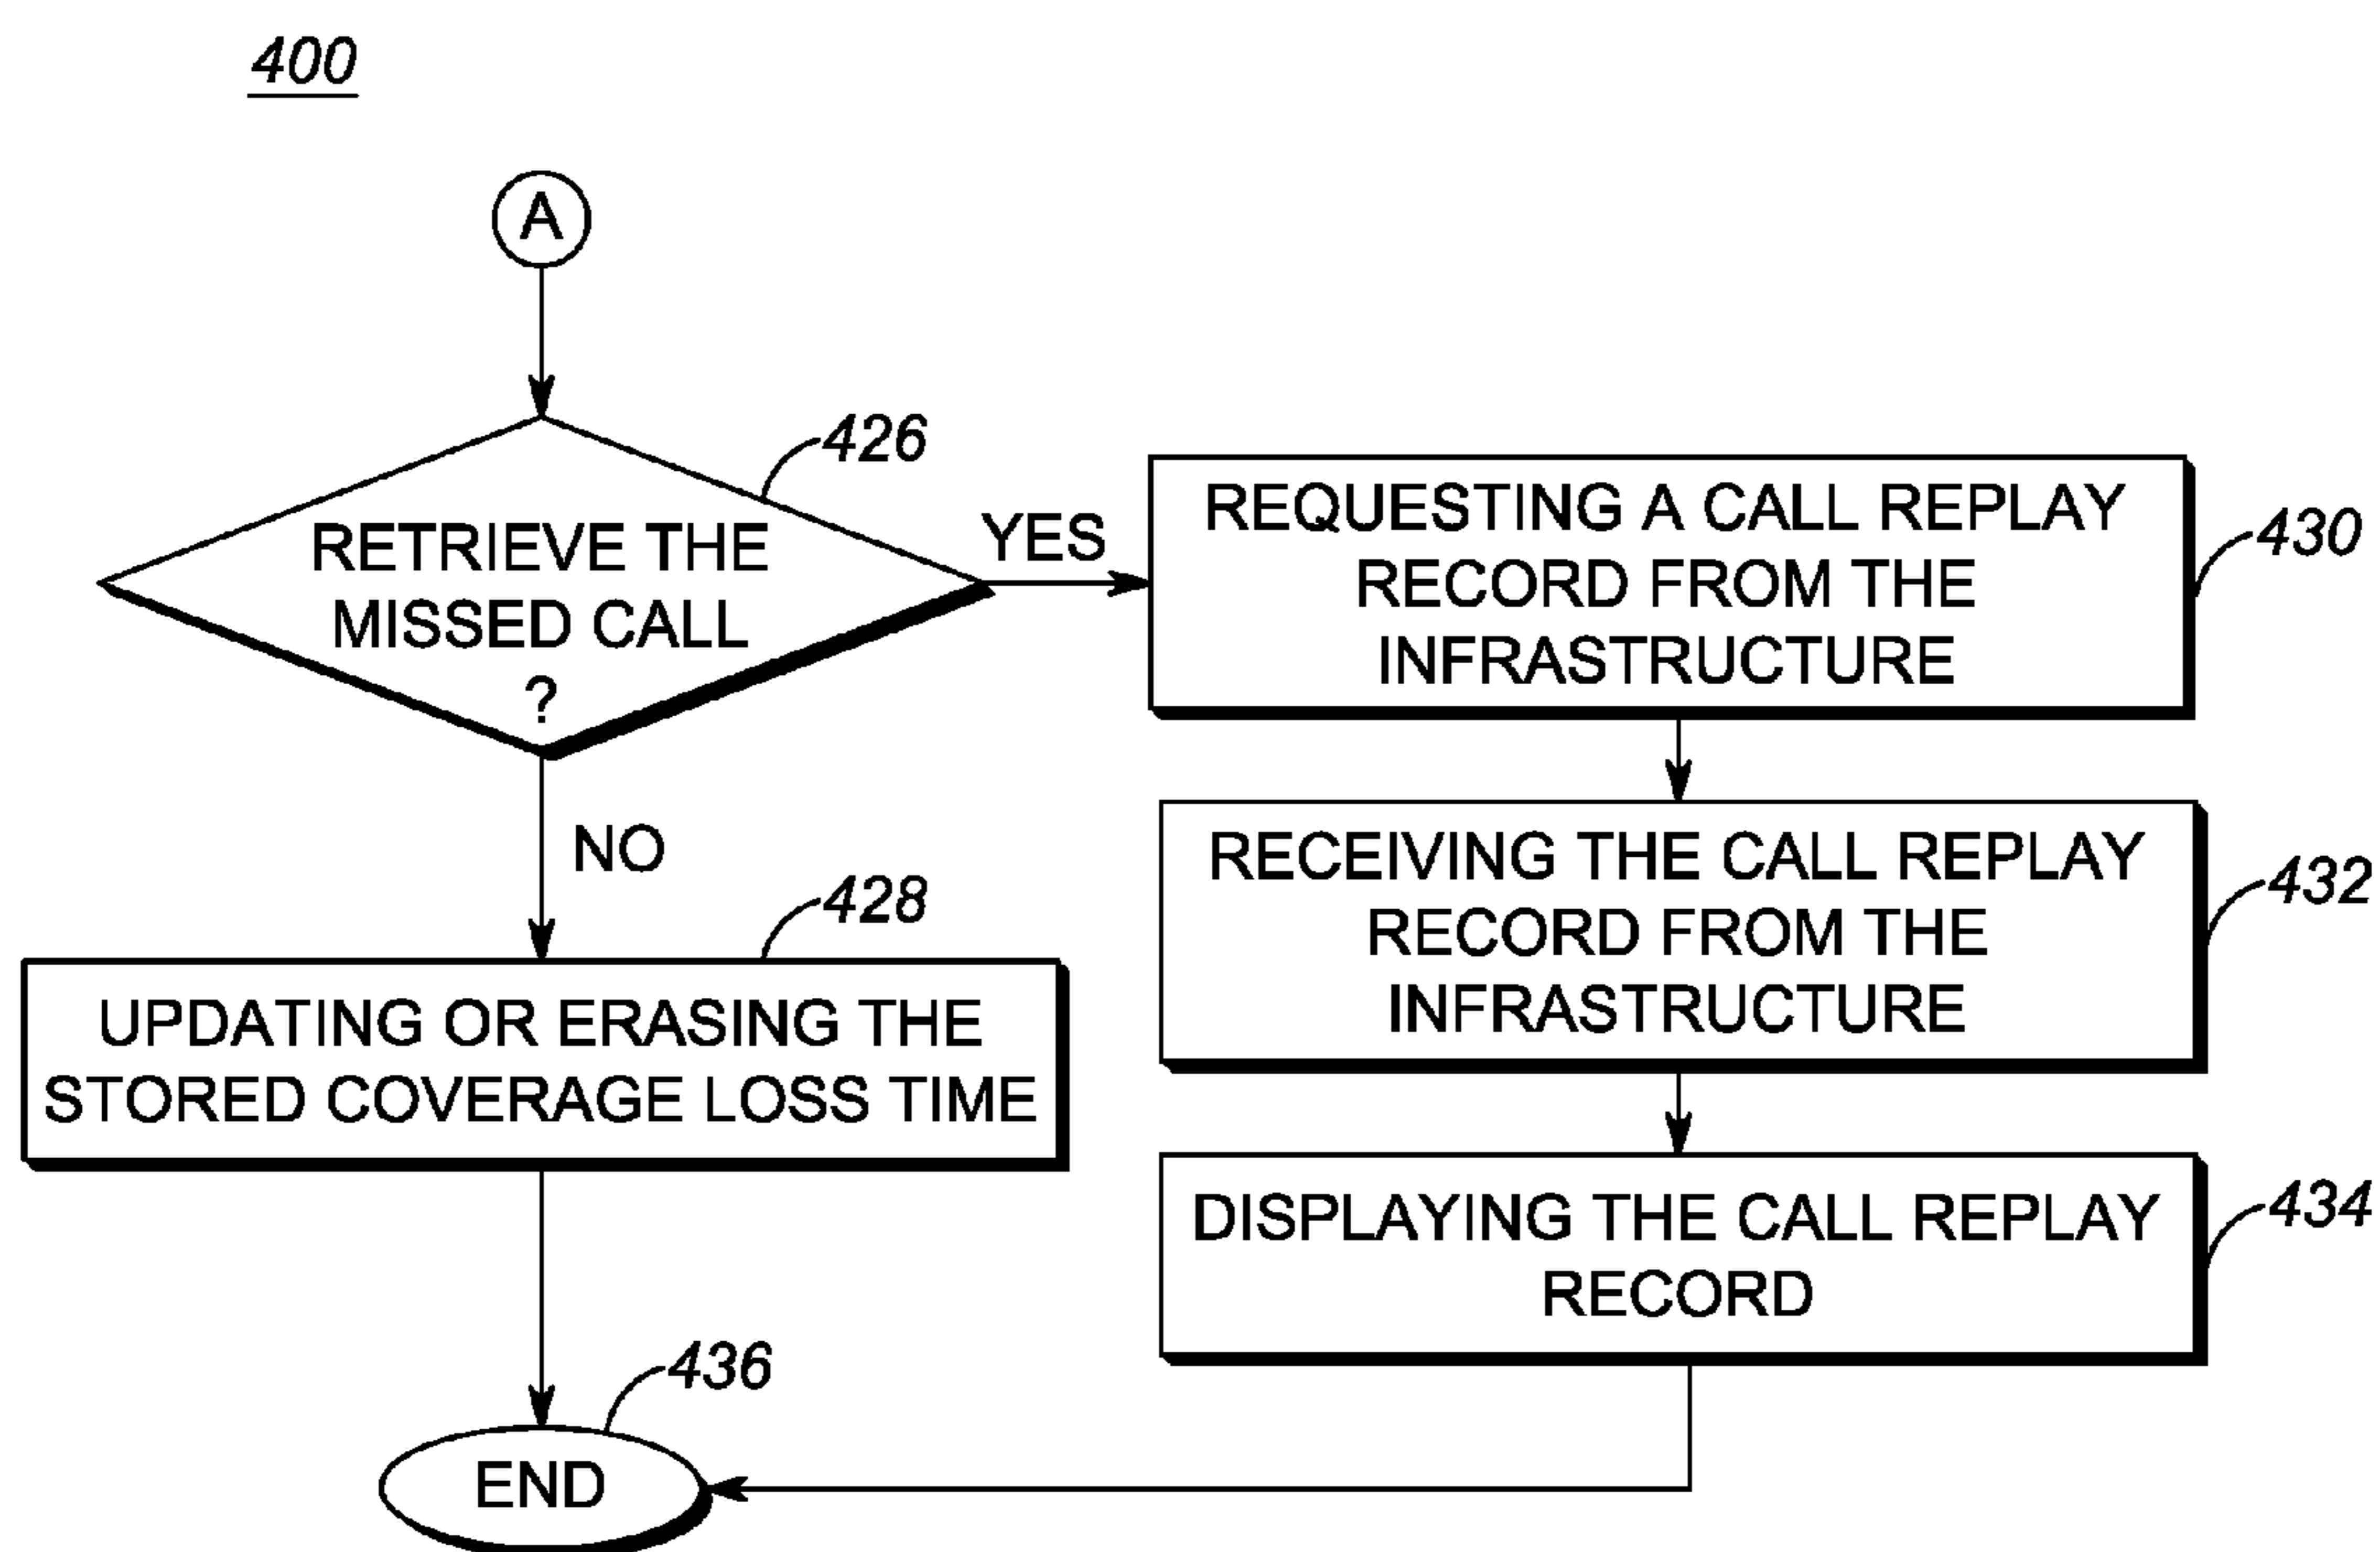 400
A
426
RETRIEVE THE
MISSED CALL
?
YES
REQUESTING A CALL REPLAY
RECORD FROM THE
INFRASTRUCTURE
430
NO
RECEIVING THE CALL REPLAY
RECORD FROM THE
INFRASTRUCTURE
432
428
UPDATING OR ERASING THE
STORED COVERAGE LOSS TIME
DISPLAYING THE CALL REPLAY
RECORD
434
436
END